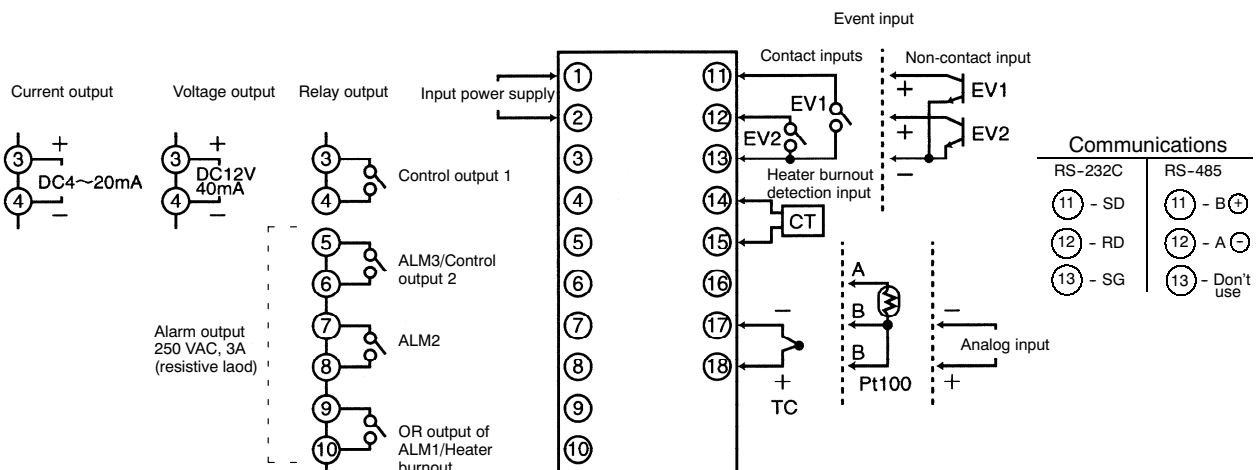 Event input
Contact inputs
Non-contact input
Current output
Voltage output
Relay output
Input power supply
+
3
DC4~20mA
4
−
+
3
DC12V
40mA
4
−
3
4
Control output 1
5
6
ALM3/Control
output 2
Alarm output
250 VAC, 3A
(resistive laod)
7
8
ALM2
9
10
OR output of
ALM1/Heater
burnout
1
2
3
4
5
6
7
8
9
10
11
12
13
14
15
16
17
18
EV1
EV2
+
EV1
+
EV2
−
Heater burnout
detection input
CT
−
+
TC
A
B
B
Pt100
−
Analog input
+
Communications
RS-232C RS-485
11 - SD 11 - B +
12 - RD 12 - A −
13 - SG 13 - Don't
use